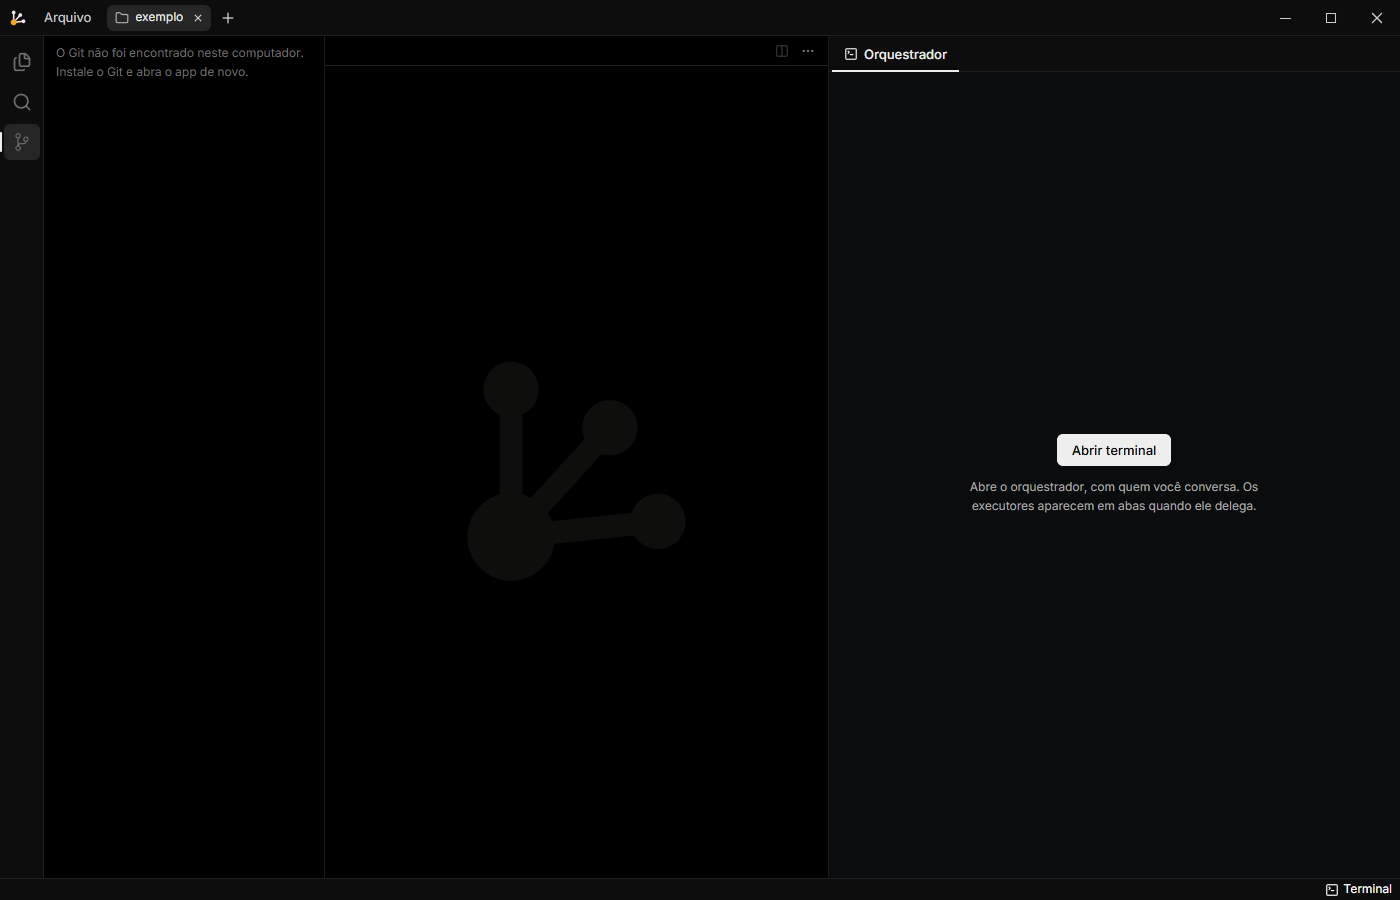 Arquivo
exemplo
O Git não foi encontrado neste computador.
Instale o Git e abra o app de novo.
Orquestrador
Abrir terminal
Abre o orquestrador, com quem você conversa. Os
executores aparecem em abas quando ele delega.
Terminal